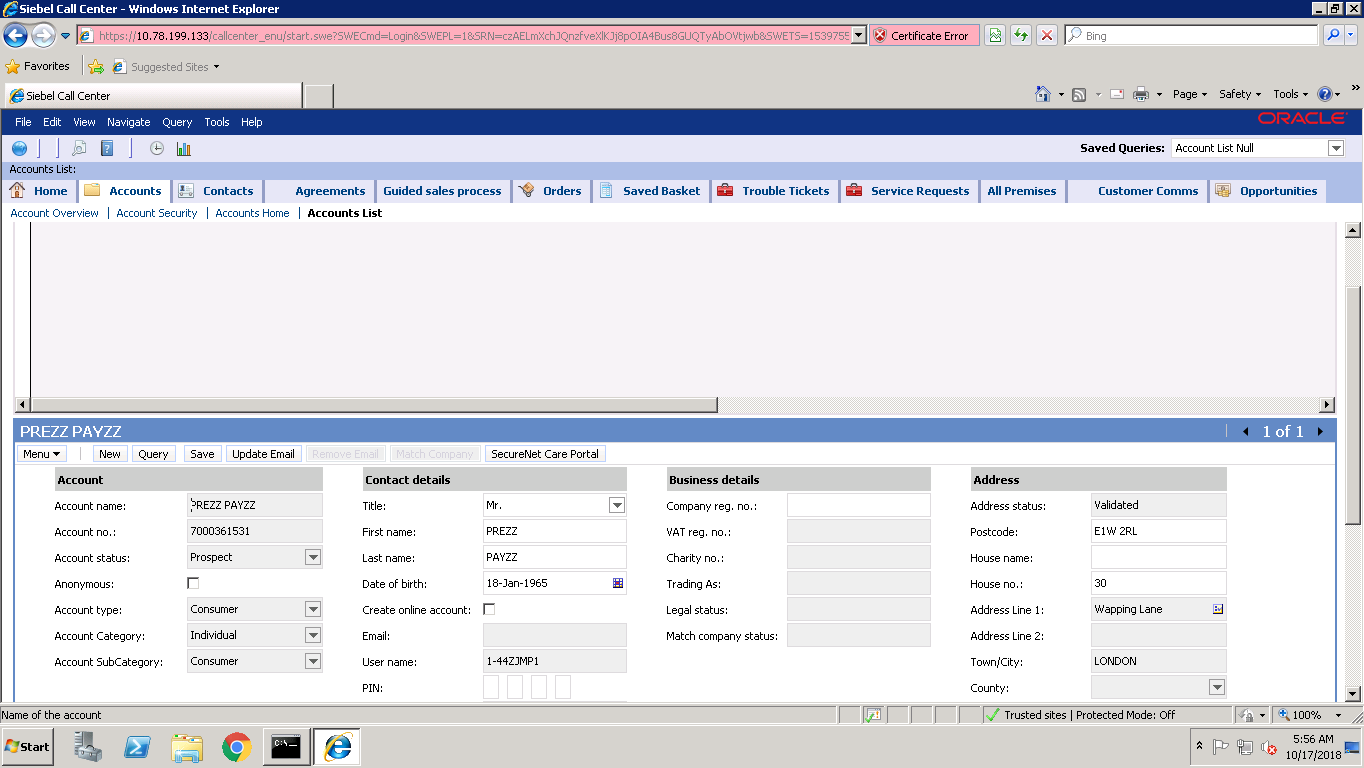 Siebel Call Center - Windows Internet Explorer
https://10.78.199.133/callcenter_enu/start.swe?SWECmd=Login&SWEPL=1&SRN= Certificate Error Bing
Favorites Suggested Sites
Siebel Call Center Page Safety Tools
File Edit View Navigate Query Tools Help ORACLE
Saved Queries: Account List Null
Accounts List:
Home Accounts Contacts Agreements Guided sales process Orders Saved Basket Trouble Tickets Service Requests All Premises Customer Comms Opportunities
Account Overview Account Security Accounts Home Accounts List
PREZZ PAYZZ 1 of 1
Menu New Query Save Update Email Remove Email Match Company SecureNet Care Portal
Account Contact details Business details Address
Account name: PREZZ PAYZZ Title: Mr. Company reg. no.: Address status: Validated
Account no.: 7000361531 First name: PREZZ VAT reg. no.: Postcode: E1W 2RL
Account status: Prospect Last name: PAYZZ Charity no.: House name:
Anonymous: Date of birth: 18-Jan-1965 Trading As: House no.: 30
Account type: Consumer Create online account: Legal status: Address Line 1: Wapping Lane
Account Category: Individual Email: Match company status: Address Line 2:
Account SubCategory: Consumer User name: 1-44ZJMP1 Town/City: LONDON
PIN: County:
Name of the account Trusted sites | Protected Mode: Off 100%
Start C:\ 5:56 AM
10/17/2018